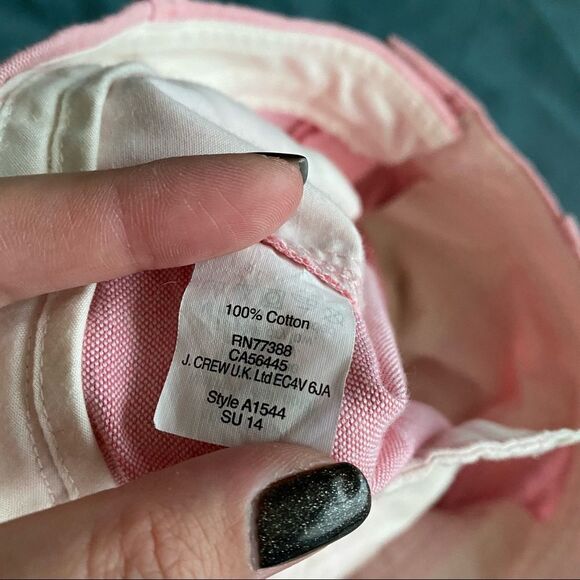 100% Cotton
RN77388
CA56445
J. CREW U.K. Ltd EC4V 6JA
Style A1544
SU 14